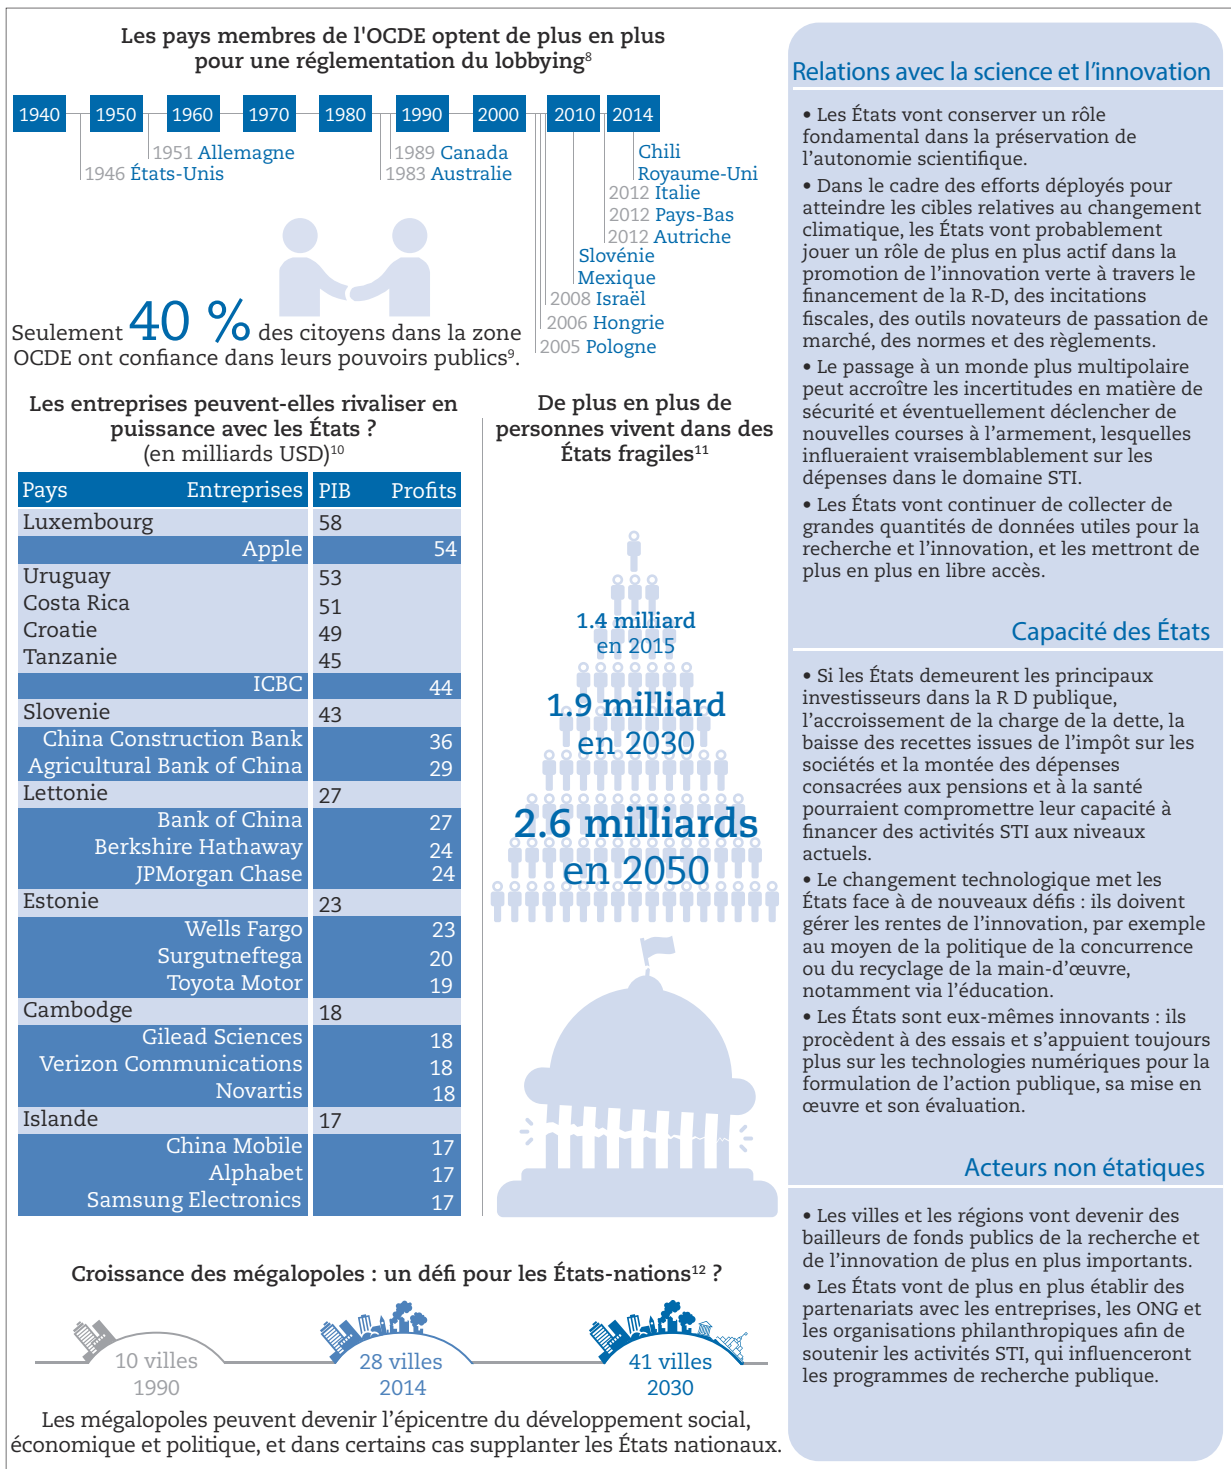 Les pays membres de l'OCDE optent de plus en plus
pour une réglementation du lobbying⁸
1940 1950 1960 1970 1980 1990 2000 2010 2014
1951 Allemagne
1946 États-Unis
1989 Canada
1983 Australie
Chili
Royaume-Uni
2012 Italie
2012 Pays-Bas
2012 Autriche
Slovénie
Mexique
2008 Israël
2006 Hongrie
2005 Pologne
Seulement 40 % des citoyens dans la zone
OCDE ont confiance dans leurs pouvoirs publics⁹.
Les entreprises peuvent-elles rivaliser en
puissance avec les États ?
(en milliards USD)¹⁰
Pays Entreprises PIB Profits
Luxembourg 58
Apple 54
Uruguay 53
Costa Rica 51
Croatie 49
Tanzanie 45
ICBC 44
Slovenie 43
China Construction Bank 36
Agricultural Bank of China 29
Lettonie 27
Bank of China 27
Berkshire Hathaway 24
JPMorgan Chase 24
Estonie 23
Wells Fargo 23
Surgutneftega 20
Toyota Motor 19
Cambodge 18
Gilead Sciences 18
Verizon Communications 18
Novartis 18
Islande 17
China Mobile 17
Alphabet 17
Samsung Electronics 17
De plus en plus de
personnes vivent dans des
États fragiles¹¹
1.4 milliard
en 2015
1.9 milliard
en 2030
2.6 milliards
en 2050
Croissance des mégalopoles : un défi pour les États-nations¹² ?
10 villes
1990
28 villes
2014
41 villes
2030
Les mégalopoles peuvent devenir l’épicentre du développement social,
économique et politique, et dans certains cas supplanter les États nationaux.
Relations avec la science et l’innovation
• Les États vont conserver un rôle
fondamental dans la préservation de
l’autonomie scientifique.
• Dans le cadre des efforts déployés pour
atteindre les cibles relatives au changement
climatique, les États vont probablement
jouer un rôle de plus en plus actif dans la
promotion de l’innovation verte à travers le
financement de la R-D, des incitations
fiscales, des outils novateurs de passation de
marché, des normes et des règlements.
• Le passage à un monde plus multipolaire
peut accroître les incertitudes en matière de
sécurité et éventuellement déclencher de
nouvelles courses à l’armement, lesquelles
influeraient vraisemblablement sur les
dépenses dans le domaine STI.
• Les États vont continuer de collecter de
grandes quantités de données utiles pour la
recherche et l’innovation, et les mettront de
plus en plus en libre accès.
Capacité des États
• Si les États demeurent les principaux
investisseurs dans la R D publique,
l’accroissement de la charge de la dette, la
baisse des recettes issues de l’impôt sur les
sociétés et la montée des dépenses
consacrées aux pensions et à la santé
pourraient compromettre leur capacité à
financer des activités STI aux niveaux
actuels.
• Le changement technologique met les
États face à de nouveaux défis : ils doivent
gérer les rentes de l’innovation, par exemple
au moyen de la politique de la concurrence
ou du recyclage de la main-d’œuvre,
notamment via l’éducation.
• Les États sont eux-mêmes innovants : ils
procèdent à des essais et s’appuient toujours
plus sur les technologies numériques pour la
formulation de l’action publique, sa mise en
œuvre et son évaluation.
Acteurs non étatiques
• Les villes et les régions vont devenir des
bailleurs de fonds publics de la recherche et
de l’innovation de plus en plus importants.
• Les États vont de plus en plus établir des
partenariats avec les entreprises, les ONG et
les organisations philanthropiques afin de
soutenir les activités STI, qui influenceront
les programmes de recherche publique.